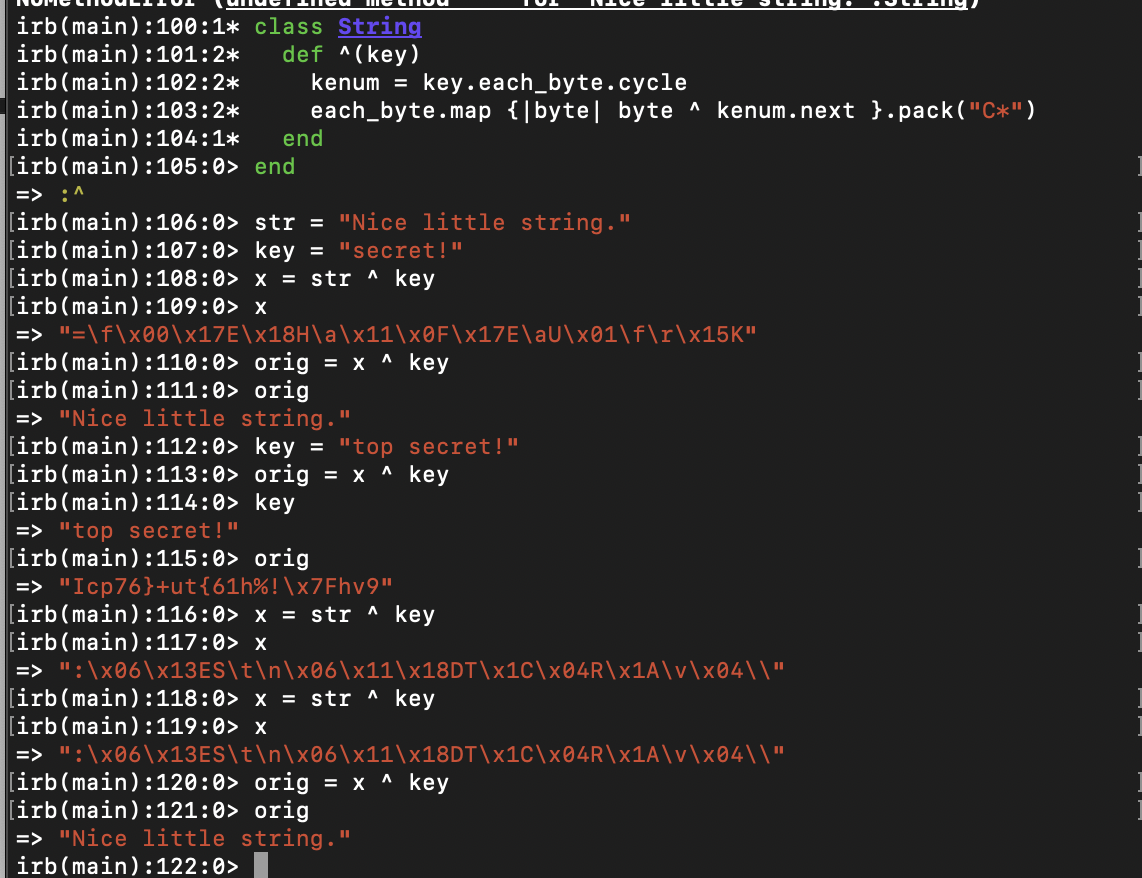 irb(main):100:1* class String
irb(main):101:2*   def ^(key)
irb(main):102:2*     kenum = key.each_byte.cycle
irb(main):103:2*     each_byte.map {|byte| byte ^ kenum.next }.pack("C*")
irb(main):104:1*   end
[irb(main):105:0> end ]
=> :^
[irb(main):106:0> str = "Nice little string." ]
[irb(main):107:0> key = "secret!" ]
[irb(main):108:0> x = str ^ key ]
[irb(main):109:0> x ]
=> "=\f\x00\x17E\x18H\a\x11\x0F\x17E\aU\x01\f\r\x15K"
[irb(main):110:0> orig = x ^ key ]
[irb(main):111:0> orig ]
=> "Nice little string."
[irb(main):112:0> key = "top secret!" ]
[irb(main):113:0> orig = x ^ key ]
[irb(main):114:0> key ]
=> "top secret!"
[irb(main):115:0> orig ]
=> "Icp76}+ut{61h%!\x7Fhv9"
[irb(main):116:0> x = str ^ key ]
[irb(main):117:0> x ]
=> ":\x06\x13ES\t\n\x06\x11\x18DT\x1C\x04R\x1A\v\x04\\"
[irb(main):118:0> x = str ^ key ]
[irb(main):119:0> x ]
=> ":\x06\x13ES\t\n\x06\x11\x18DT\x1C\x04R\x1A\v\x04\\"
[irb(main):120:0> orig = x ^ key ]
[irb(main):121:0> orig ]
=> "Nice little string."
irb(main):122:0>